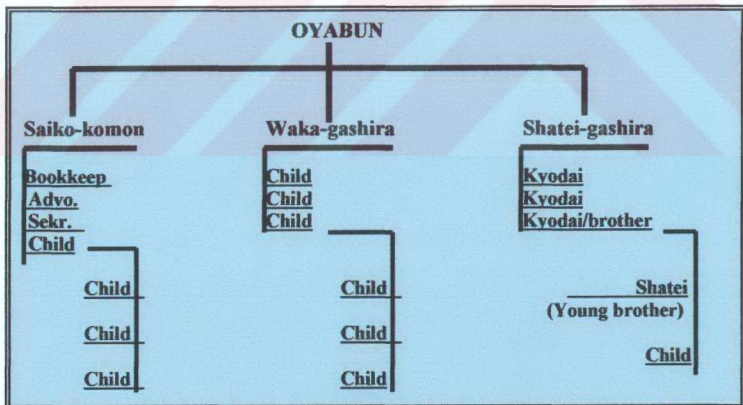 OYABUN
Saiko-komon
Bookkeep
Advo.
Sekr.
Child
Child
Child
Child
Waka-gashira
Child
Child
Child
Child
Child
Child
Shatei-gashira
Kyodai
Kyodai
Kyodai/brother
Shatei
(Young brother)
Child